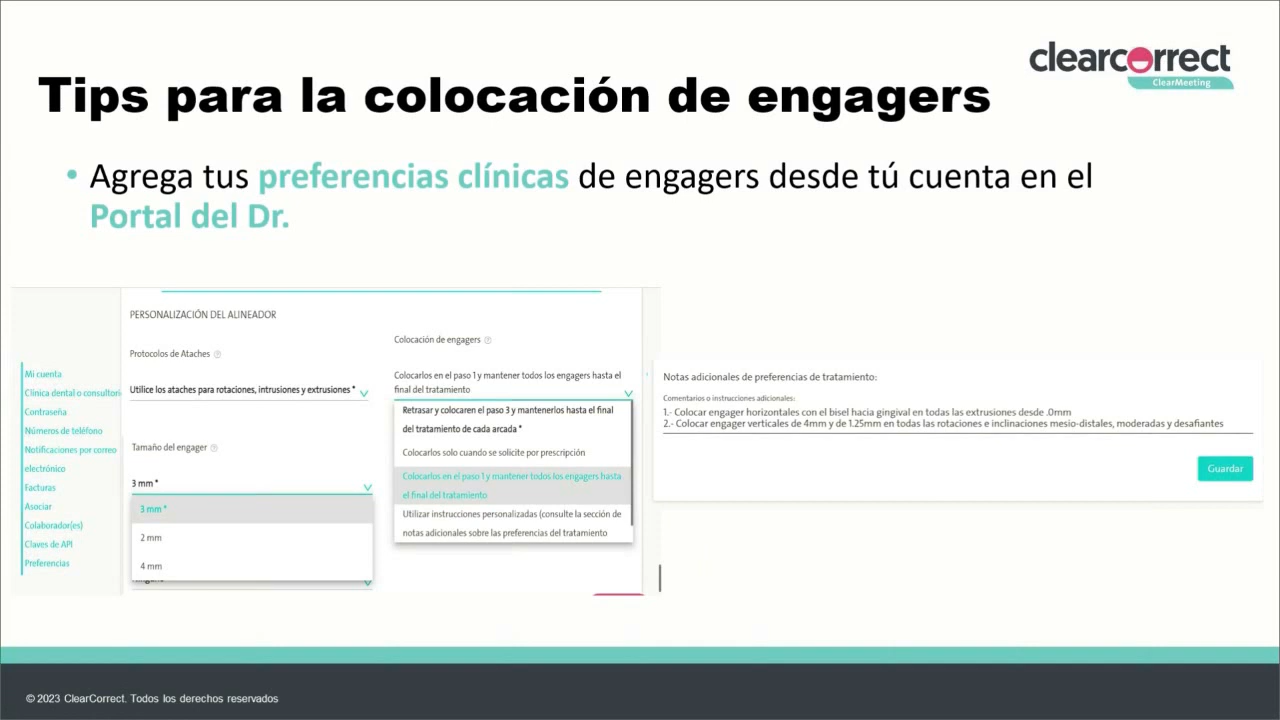 clearcorrect
ClearMeeting
Tips para la colocación de engagers
• Agrega tus preferencias clínicas de engagers desde tú cuenta en el
Portal del Dr.
Mi cuenta
Clínica dental o consultori
Contraseña
Números de teléfono
Notificaciones por correo
electrónico
Facturas
Asociar
Colaborador(es)
Claves de API
Preferencias
PERSONALIZACIÓN DEL ALINEADOR
Protocolos de Ataches
Utilice los ataches para rotaciones, intrusiones y extrusiones *
Tamaño del engager
3 mm *
3 mm *
2 mm
4 mm
Colocación de engagers
Colocarlos en el paso 1 y mantener todos los engagers hasta el
final del tratamiento
Retrasar y colocaren el paso 3 y mantenerlos hasta el final
del tratamiento de cada arcada *
Colocarlos solo cuando se solicite por prescripción
Colocarlos en el paso 1 y mantener todos los engagers hasta
el final del tratamiento
Utilizar instrucciones personalizadas (consulte la sección de
notas adicionales sobre las preferencias del tratamiento
Notas adicionales de preferencias de tratamiento:
Comentarios o instrucciones adicionales:
1.- Colocar engager horizontales con el bisel hacia gingival en todas las extrusiones desde .0mm
2.- Colocar engager verticales de 4mm y de 1.25mm en todas las rotaciones e inclinaciones mesio-distales, moderadas y desafiantes
Guardar
© 2023 ClearCorrect. Todos los derechos reservados